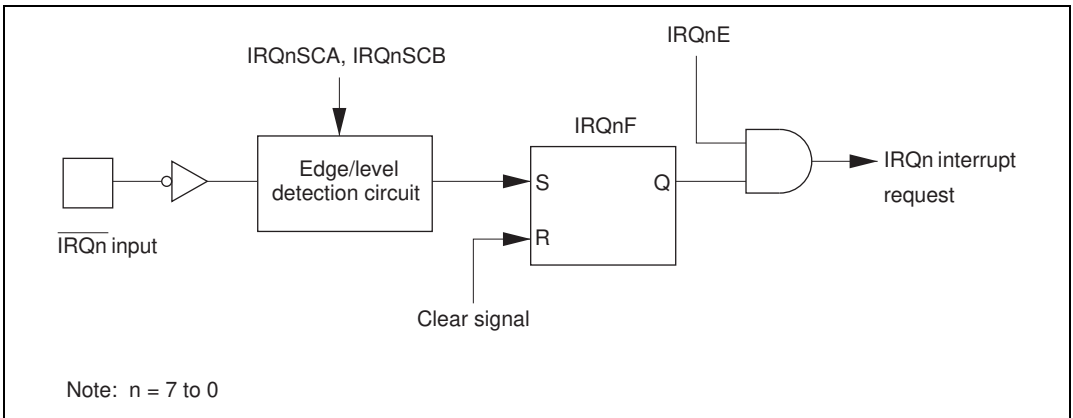 IRQnE
IRQnSCA, IRQnSCB
IRQnF
Edge/level
detection circuit
S
Q
R
IRQn interrupt
request
IRQn input
Clear signal
Note: n = 7 to 0